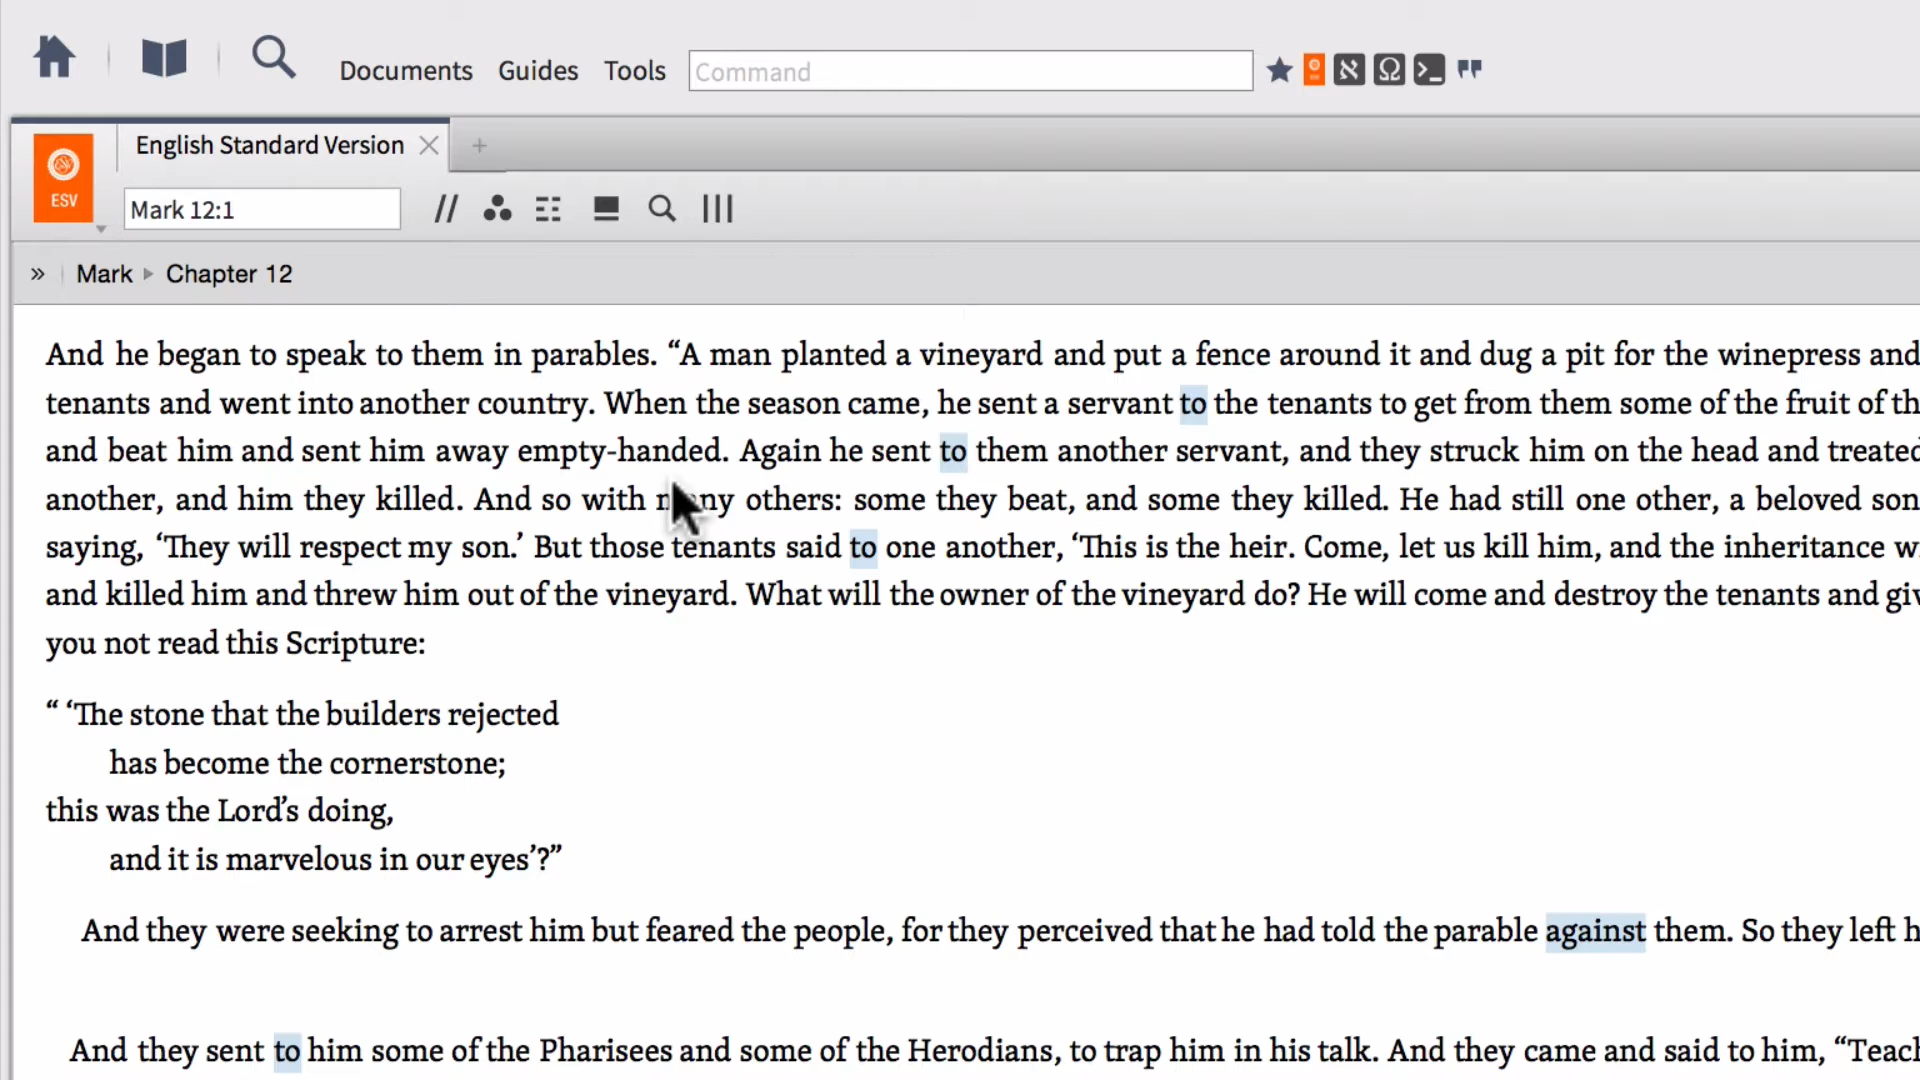 Documents Guides Tools Command
English Standard Version
ESV
Mark 12:1
» Mark Chapter 12
And he began to speak to them in parables. “A man planted a vineyard and put a fence around it and dug a pit for the winepress and
tenants and went into another country. When the season came, he sent a servant to the tenants to get from them some of the fruit of th
and beat him and sent him away empty-handed. Again he sent to them another servant, and they struck him on the head and treated
another, and him they killed. And so with many others: some they beat, and some they killed. He had still one other, a beloved son
saying, ‘They will respect my son.’ But those tenants said to one another, ‘This is the heir. Come, let us kill him, and the inheritance w
and killed him and threw him out of the vineyard. What will the owner of the vineyard do? He will come and destroy the tenants and giv
you not read this Scripture:
“ ‘The stone that the builders rejected
has become the cornerstone;
this was the Lord’s doing,
and it is marvelous in our eyes’?”
And they were seeking to arrest him but feared the people, for they perceived that he had told the parable against them. So they left h
And they sent to him some of the Pharisees and some of the Herodians, to trap him in his talk. And they came and said to him, “Teach